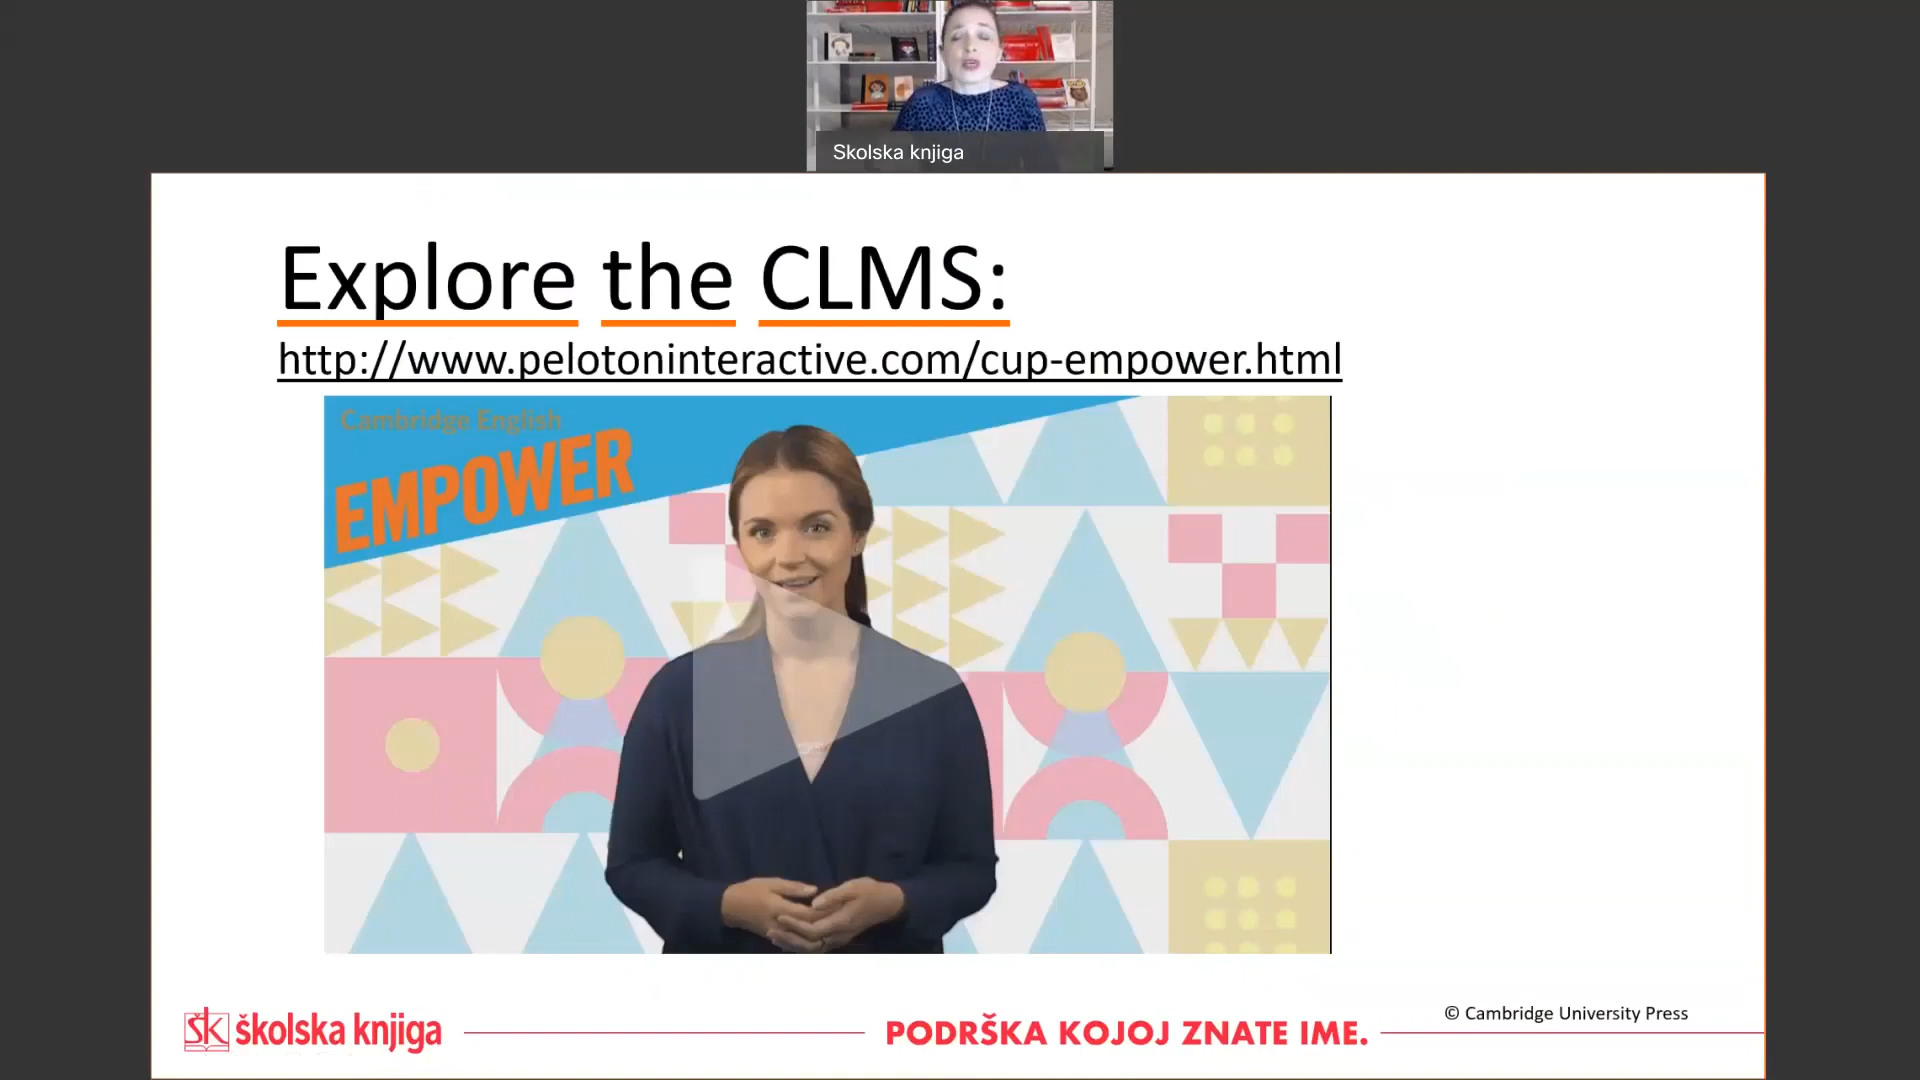 Skolska knjiga
Explore the CLMS:
http://www.pelotoninteractive.com/cup-empower.html
Cambridge English
EMPOWER
ŠK školska knjiga
PODRŠKA KOJOJ ZNATE IME.
© Cambridge University Press